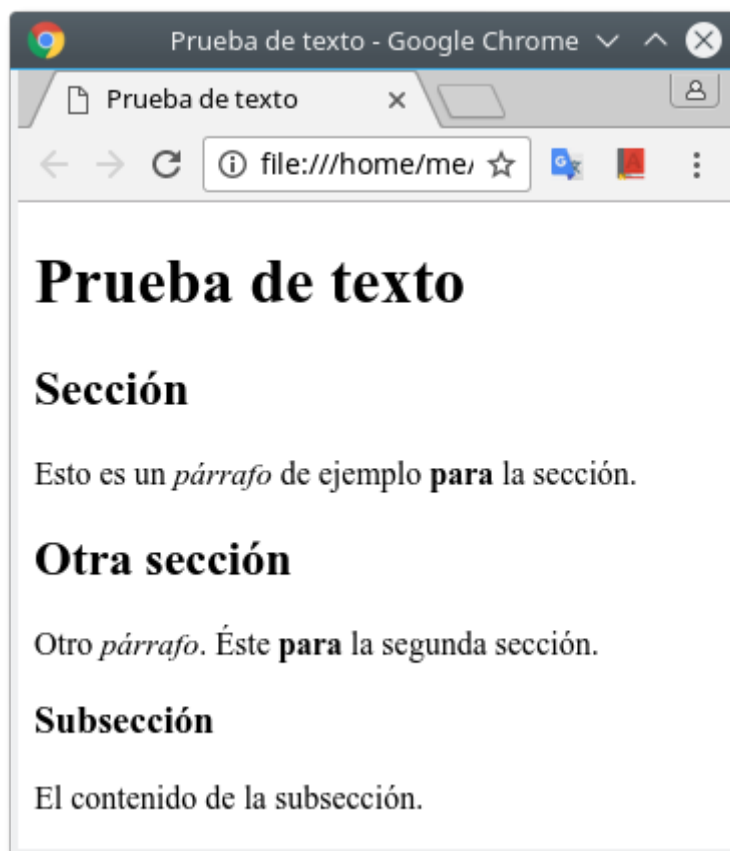 Prueba de texto - Google Chrome
Prueba de texto
file:///home/me/
Prueba de texto
Sección
Esto es un párrafo de ejemplo para la sección.
Otra sección
Otro párrafo. Éste para la segunda sección.
Subsección
El contenido de la subsección.